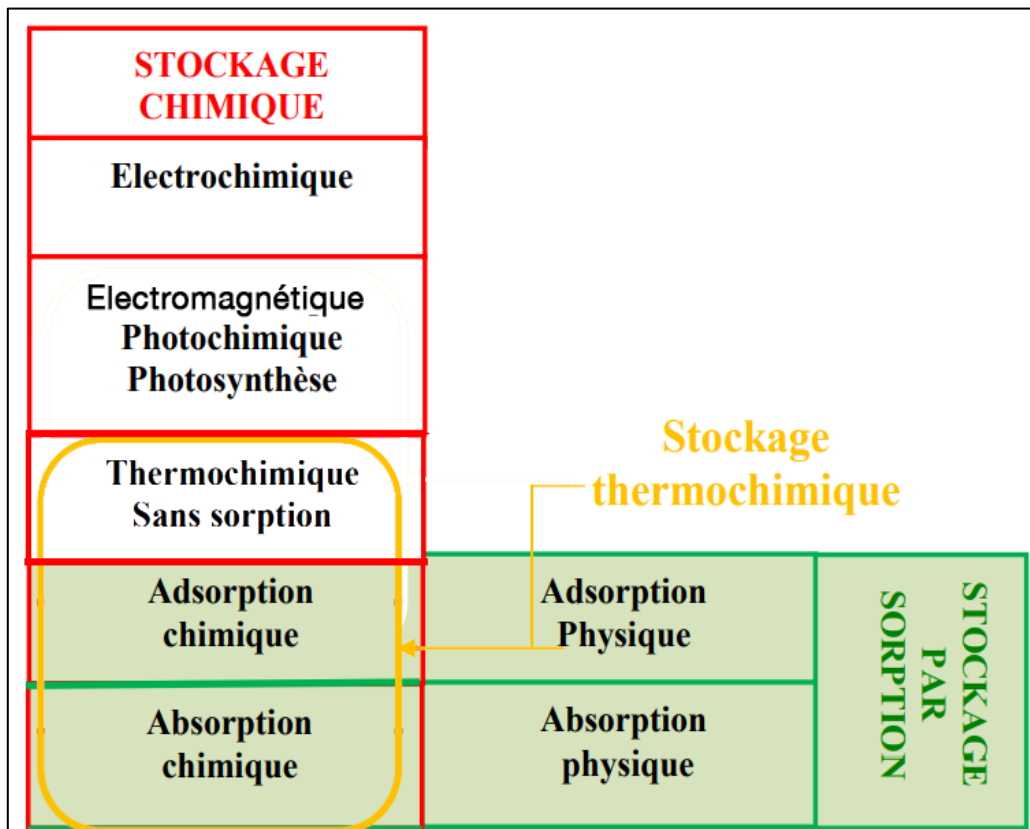 STOCKAGE
CHIMIQUE
Electrochimique
Electromagnétique
Photochimique
Photosynthèse
Thermochimique
Sans sorption
Stockage
thermochimique
Adsorption
chimique
Adsorption
Physique
Absorption
chimique
Absorption
physique
STOCKAGE
PAR
SORPTION